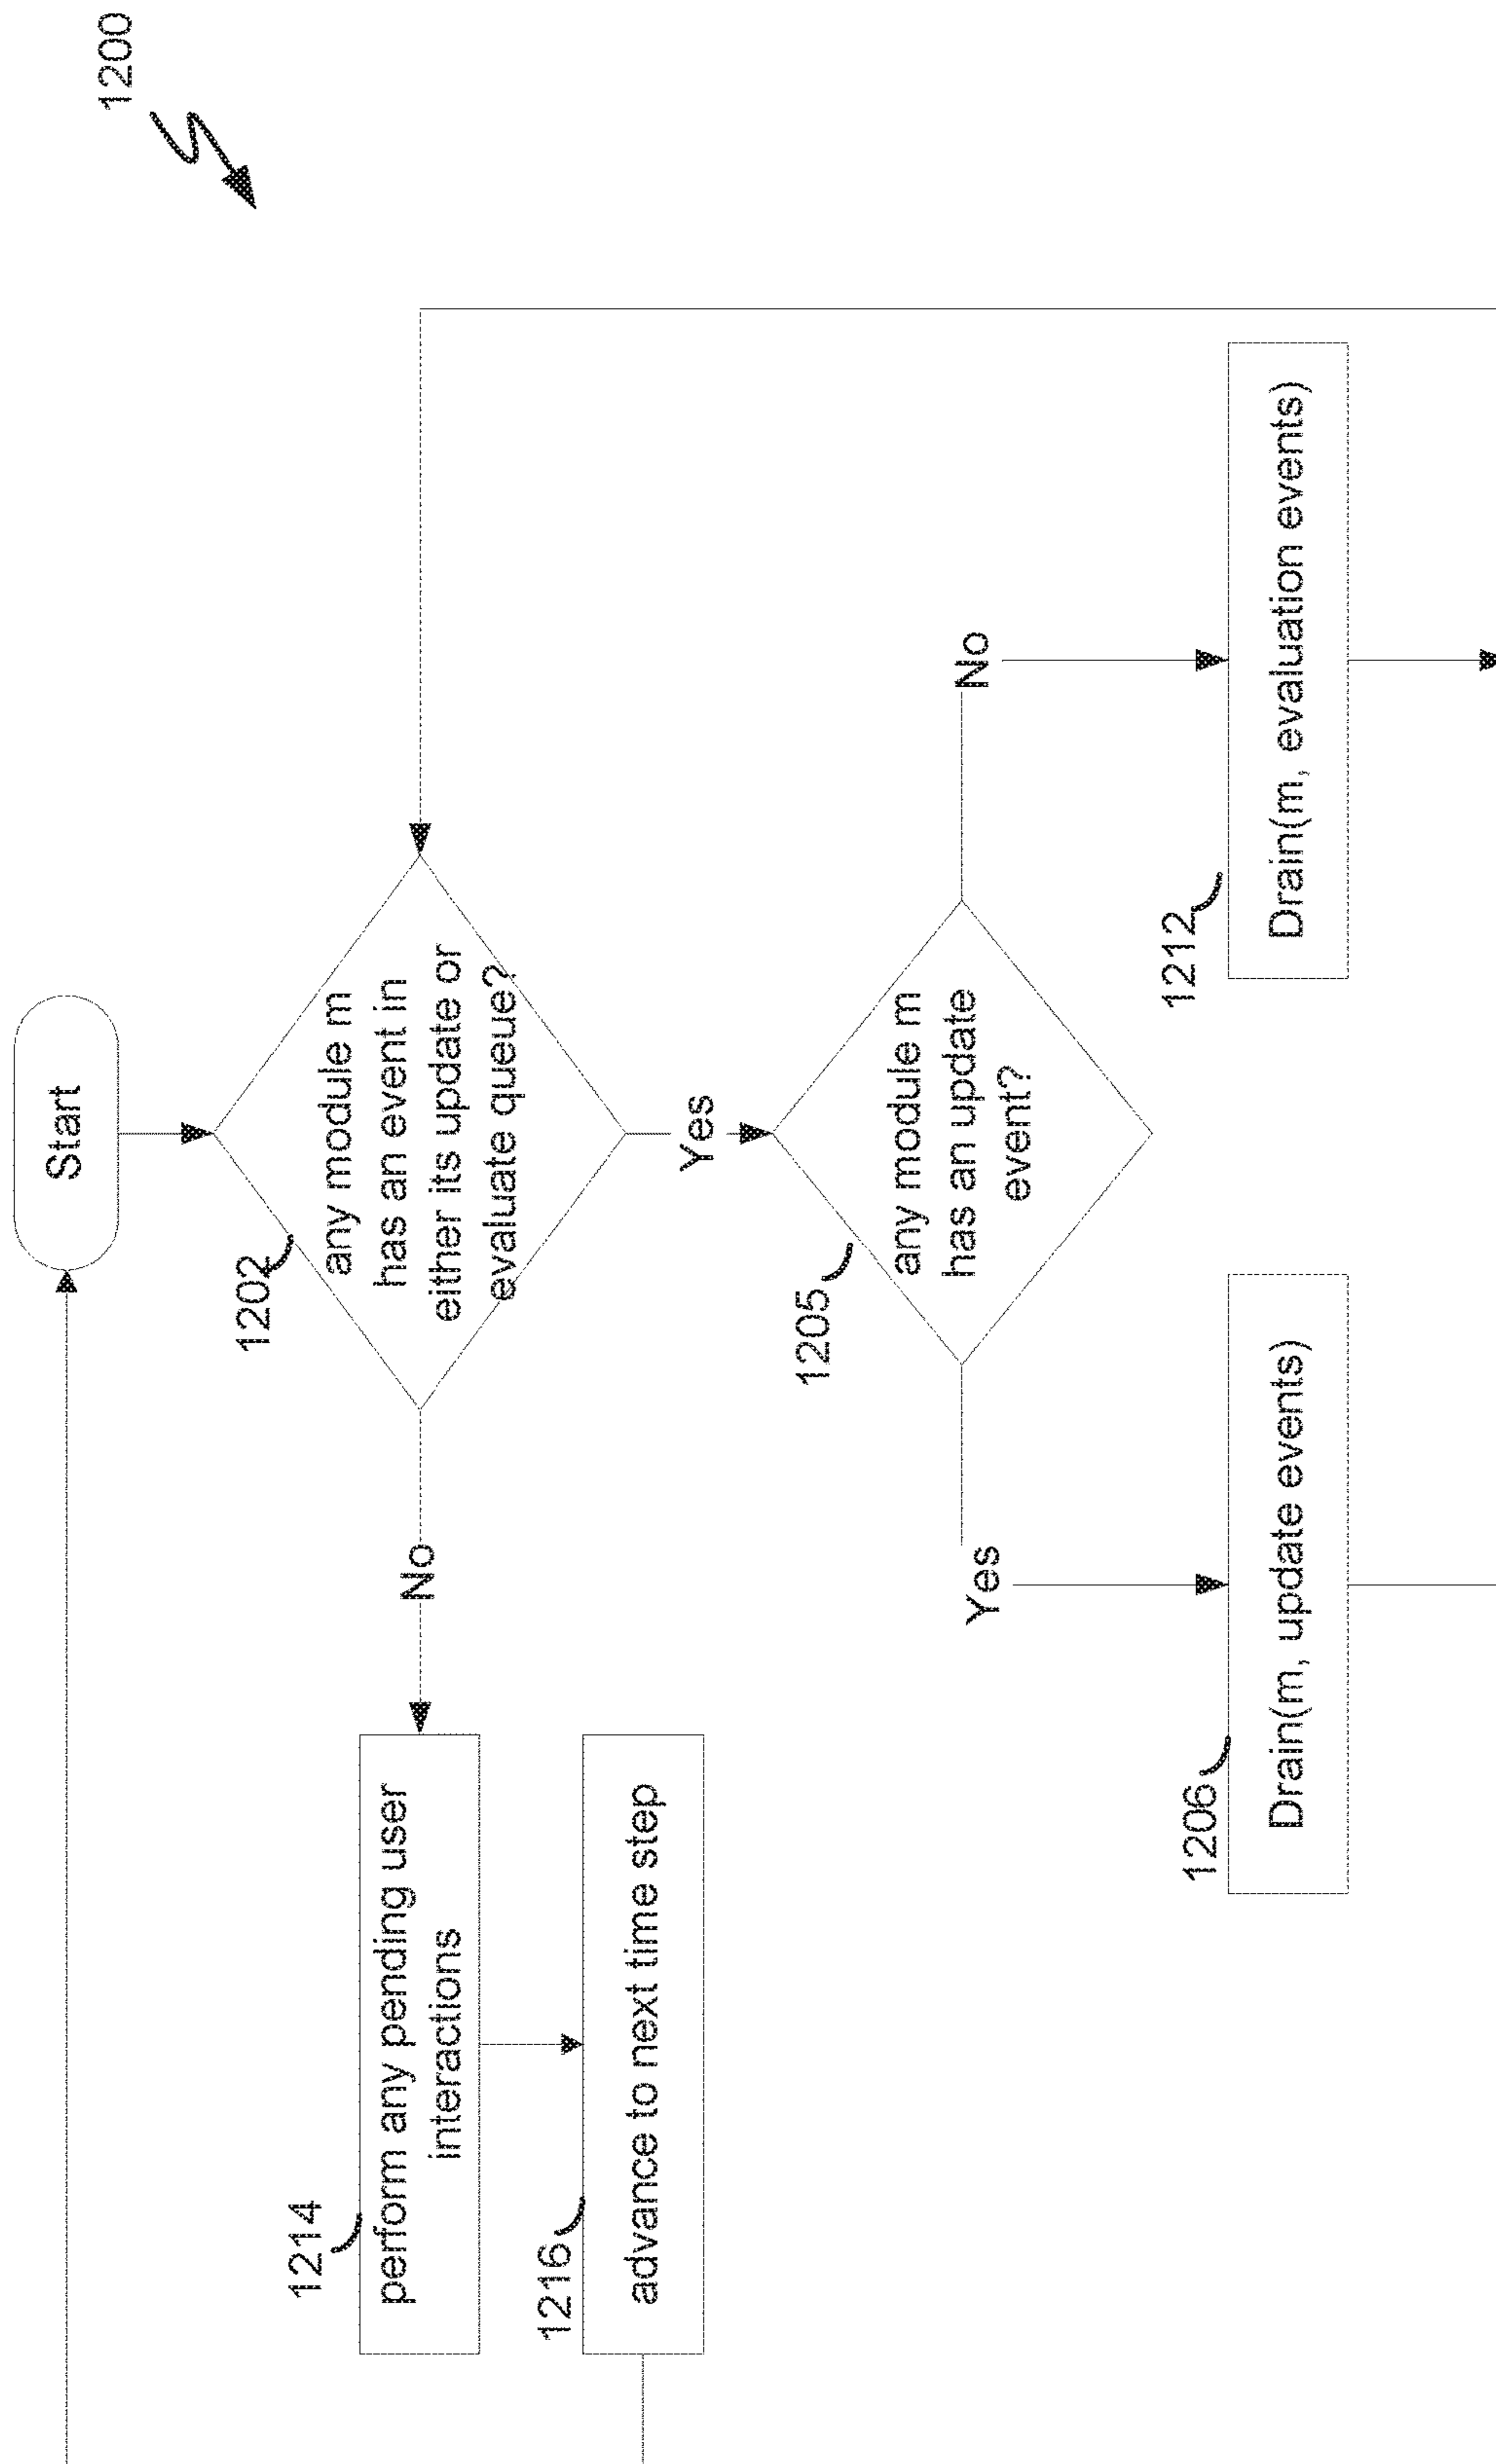 1200
Start
1202
any module m
has an event in
either its update or
evaluate queue?
No
1214
perform any pending user
interactions
1216
advance to next time step
Yes
1205
any module m
has an update
event?
Yes
No
1206
Drain(m, update events)
1212
Drain(m, evaluation events)